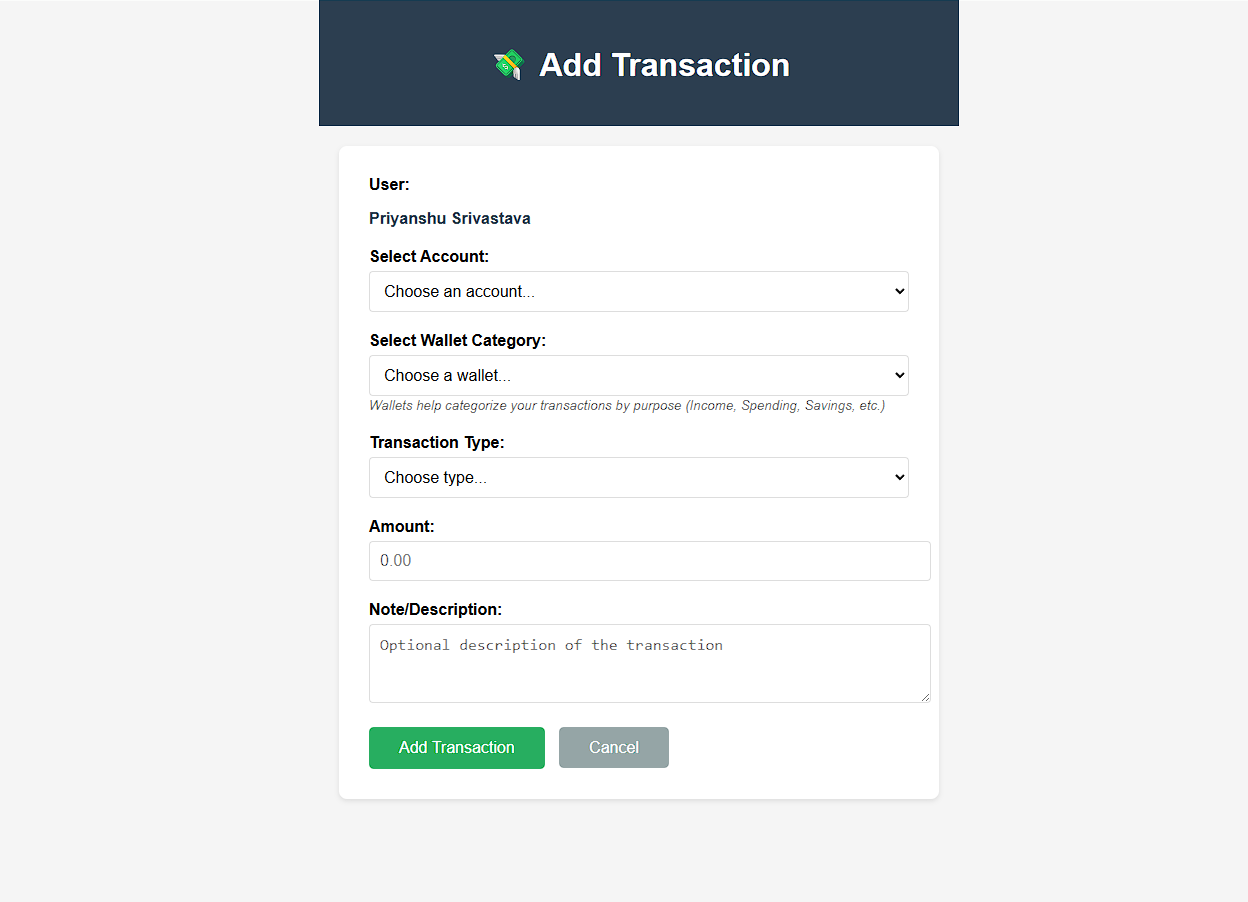 💸 Add Transaction
User:
Priyanshu Srivastava
Select Account:
Choose an account...
Select Wallet Category:
Choose a wallet...
Wallets help categorize your transactions by purpose (Income, Spending, Savings, etc.)
Transaction Type:
Choose type...
Amount:
0.00
Note/Description:
Optional description of the transaction
Add Transaction Cancel